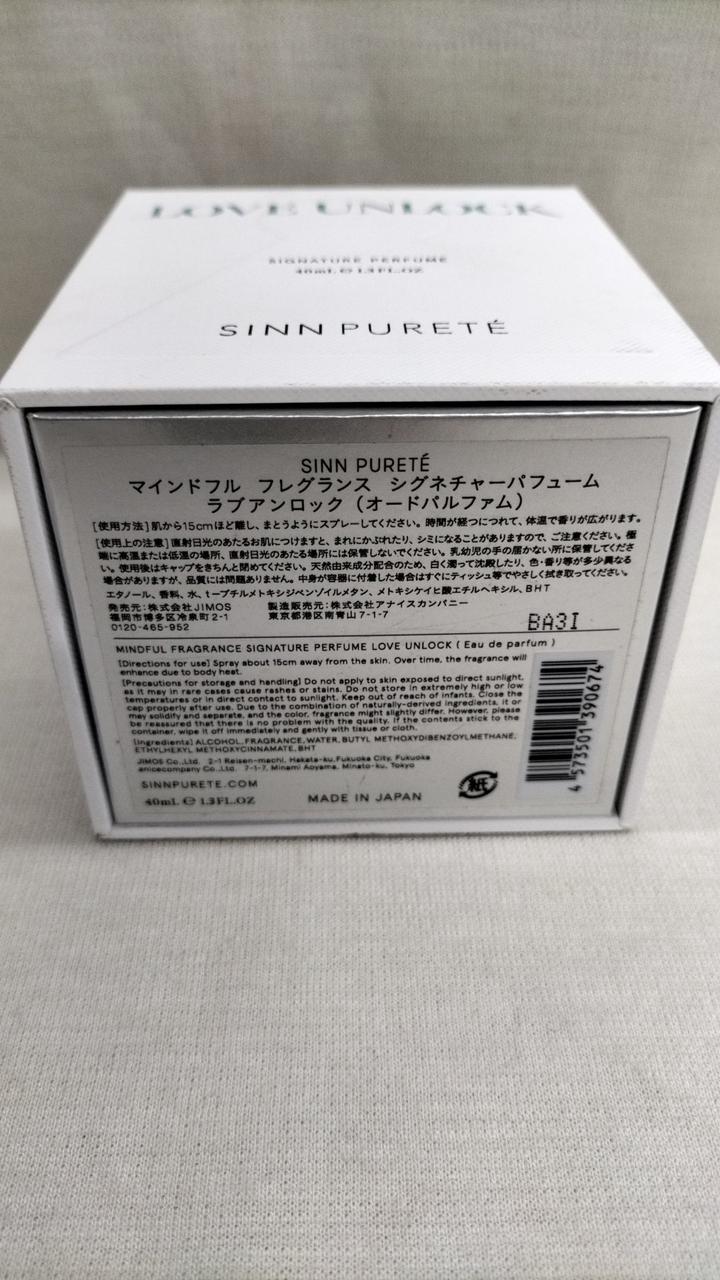 LOVE UNLOCK
SIGNATURE PERFUME
40mL ℮ 1.3FL.OZ
SINN PURETÉ
SINN PURETÉ
マインドフル フレグランス シグネチャーパフューム
ラブアンロック（オードパルファム）
[使用方法]肌から15cmほど離し、まとうようにスプレーしてください。時間が経つにつれて、体温で香りが広がります。
[使用上の注意]直射日光のあたるお肌につけますと、まれにかぶれたり、シミになることがありますので、ご注意ください。極
端に高温または低温の場所、直射日光のあたる場所には保管しないでください。乳幼児の手の届かない所に保管してくださ
い。使用後はキャップをきちんと閉めてください。天然由来成分配合のため、白く濁って沈殿したり、色・香り等が多少異なる
場合がありますが、品質には問題ありません。中身が容器に付着した場合はすぐにティッシュ等でやさしく拭き取ってください。
エタノール、香料、水、t-ブチルメトキシジベンゾイルメタン、メトキシケイヒ酸エチルヘキシル、BHT
発売元：株式会社JIMOS 製造販売元：株式会社アナイスカンパニー
福岡市博多区冷泉町2-1 東京都港区南青山7-1-7
0120-465-952
BA3I
MINDFUL FRAGRANCE SIGNATURE PERFUME LOVE UNLOCK ( Eau de parfum )
[Directions for use] Spray about 15cm away from the skin. Over time, the fragrance will
enhance due to body heat.
[Precautions for storage and handling] Do not apply to skin exposed to direct sunlight,
as it may in rare cases cause rashes or stains. Do not store in extremely high or low
temperatures or in direct contact to sunlight. Keep out of reach of infants. Close the
cap properly after use. Due to the combination of naturally-derived ingredients, it or
may solidify and separate, and the color, fragrance might slightly differ. However, please
be reassured that there is no problem with the quality. If the contents stick to the
container, wipe it off immediately and gently with tissue or cloth.
[Ingredients] ALCOHOL, FRAGRANCE, WATER, BUTYL METHOXYDIBENZOYLMETHANE,
ETHYLHEXYL METHOXYCINNAMATE, BHT
JIMOS Co.,Ltd. 2-1 Reisen-machi, Hakata-ku, Fukuoka City, Fukuoka
anicecompany Co.,Ltd. 7-1-7, Minami Aoyama, Minato-ku, Tokyo
SINNPURETE.COM
40mL ℮ 1.3FL.OZ
MADE IN JAPAN
紙
4573501390674